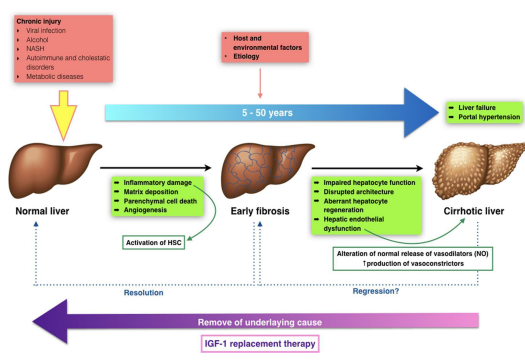 Chronic injury
Viral infection
Alcohol
NASH
Autoimmune and cholestatic
disorders
Metabolic diseases
Host and
environmental factors
Etiology
5 - 50 years
Liver failure
Portal hypertension
Normal liver
Inflammatory damage
Matrix deposition
Parenchymal cell death
Angiogenesis
Activation of HSC
Early fibrosis
Impaired hepatocyte function
Disrupted architecture
Aberrant hepatocyte
regeneration
Hepatic endothelial
dysfunction
Cirrhotic liver
Alteration of normal release of vasodilators (NO)
↑production of vasoconstrictors
Resolution
Regression?
Remove of underlaying cause
IGF-1 replacement therapy